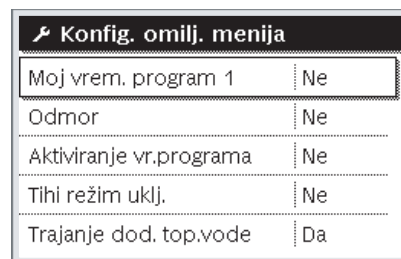 Konfig. omilj. menija
Moj vrem. program 1 Ne
Odmor Ne
Aktiviranje vr.programa Ne
Tihi režim uklj. Ne
Trajanje dod. top.vode Da